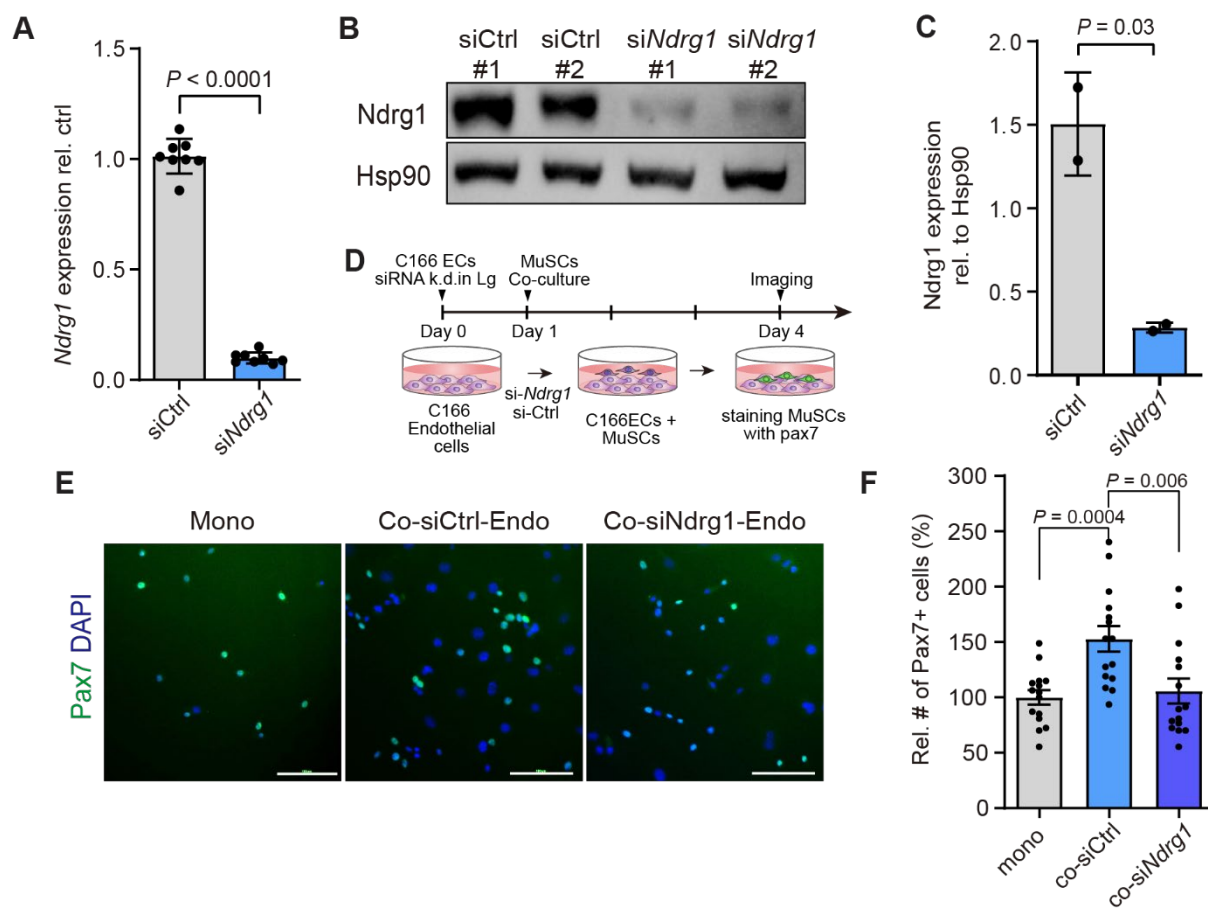 A
Ndrg1 expression rel. ctrl
1.5
1.0
0.5
0.0
P < 0.0001
siCtrl
siNdrg1
B
siCtrl siCtrl siNdrg1 siNdrg1
#1 #2 #1 #2
Ndrg1
Hsp90
C
Ndrg1 expression
rel. to Hsp90
2.0
1.5
1.0
0.5
0.0
P = 0.03
siCtrl
siNdrg1
D
C166 ECs
siRNA k.d.in Lg
MuSCs
Co-culture
Imaging
Day 0
Day 1
Day 4
si-Ndrg1
si-Ctrl
C166
Endothelial
cells
C166ECs +
MuSCs
staining MuSCs
with pax7
E
Mono
Co-siCtrl-Endo
Co-siNdrg1-Endo
Pax7 DAPI
F
Rel. # of Pax7+ cells (%)
300
250
200
150
100
50
0
P = 0.006
P = 0.0004
mono
co-siCtrl
co-siNdrg1